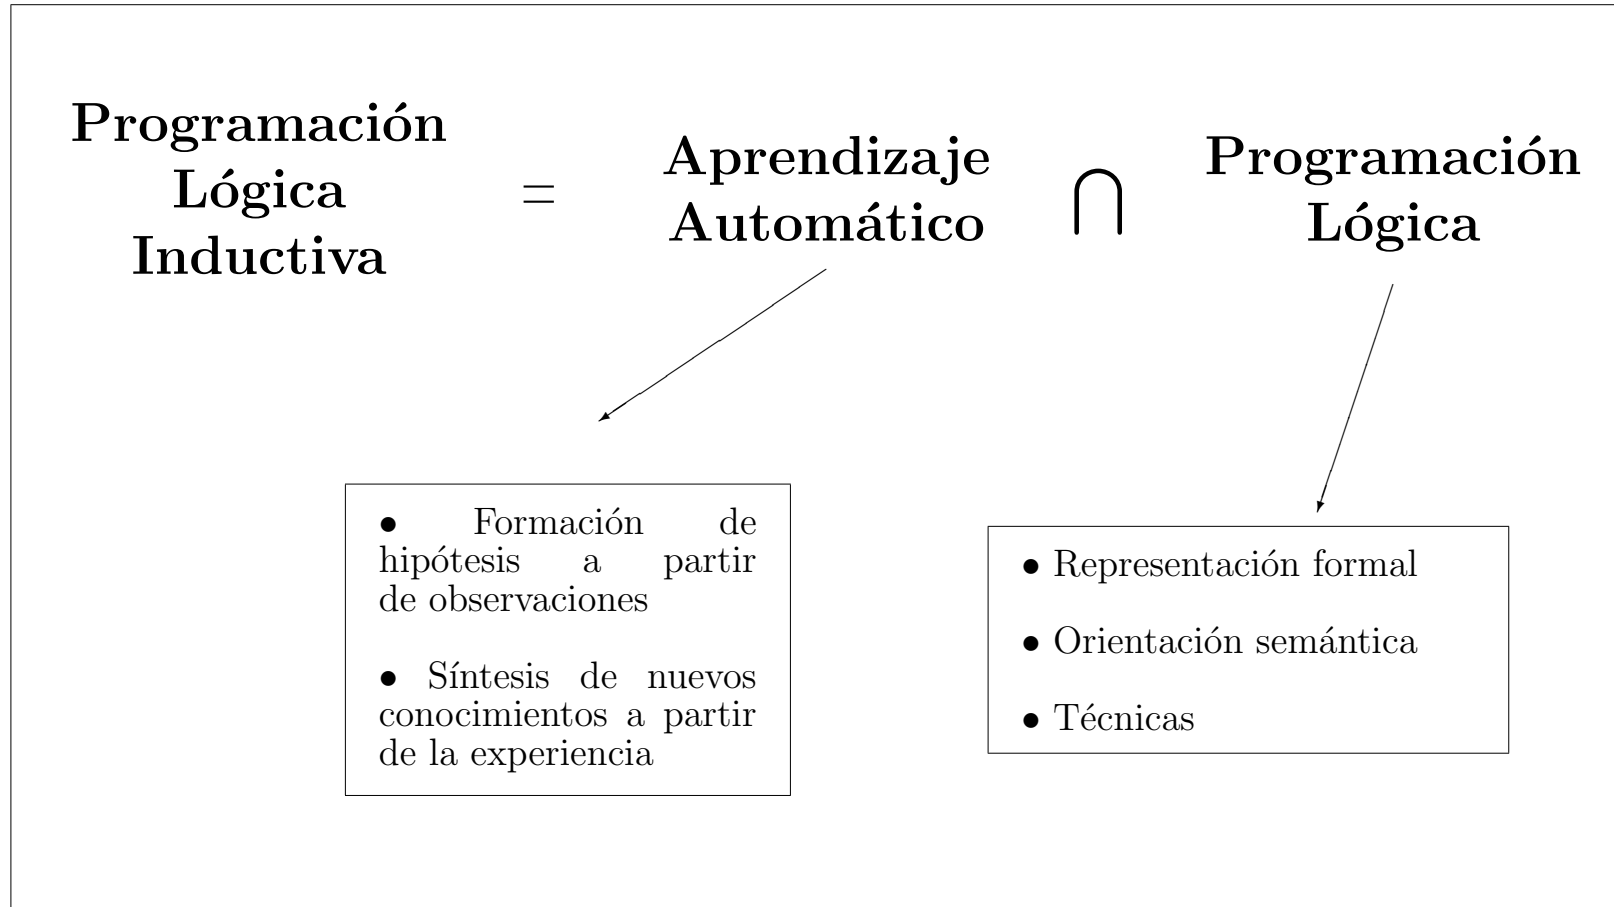 Programación
Lógica
Inductiva
=
Aprendizaje
Automático
∩
Programación
Lógica
• Formación de
hipótesis a partir
de observaciones
• Síntesis de nuevos
conocimientos a partir
de la experiencia
• Representación formal
• Orientación semántica
• Técnicas